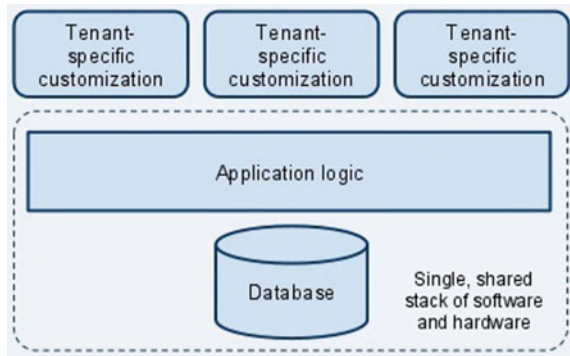 Tenant-
specific
customization
Tenant-
specific
customization
Tenant-
specific
customization
Application logic
Database
Single, shared
stack of software
and hardware